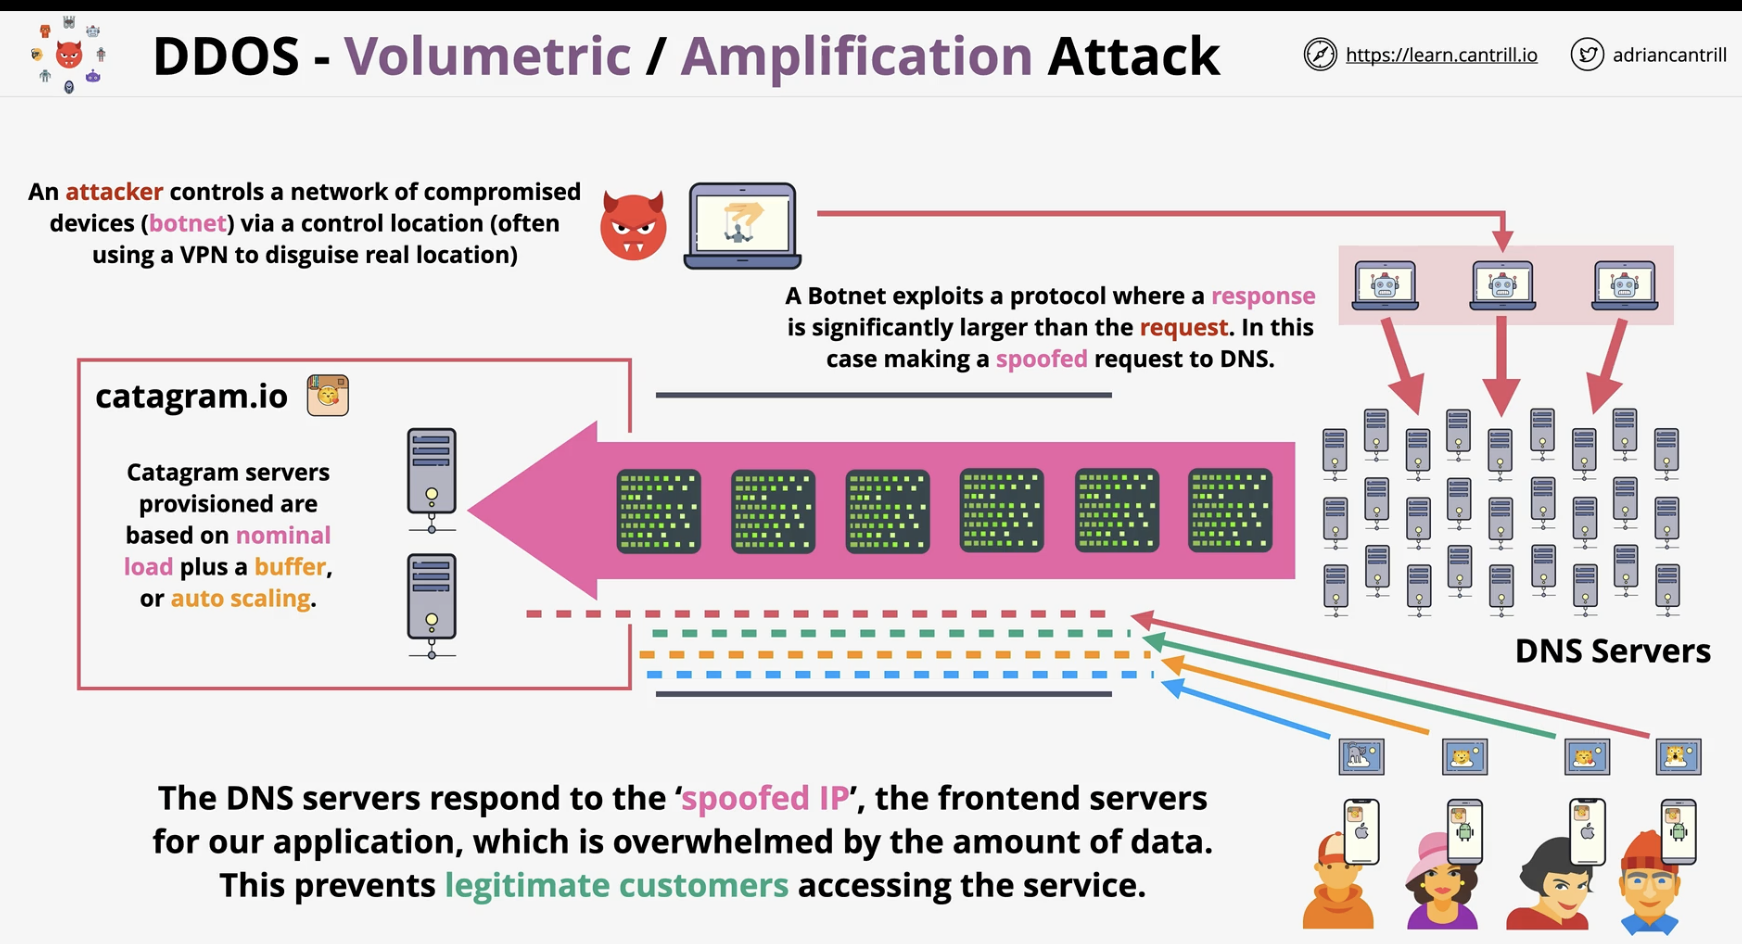 DDOS - Volumetric / Amplification Attack
https://learn.cantrill.io
adriancantrill
An attacker controls a network of compromised
devices (botnet) via a control location (often
using a VPN to disguise real location)
A Botnet exploits a protocol where a response
is significantly larger than the request. In this
case making a spoofed request to DNS.
catagram.io
Catagram servers
provisioned are
based on nominal
load plus a buffer,
or auto scaling.
DNS Servers
The DNS servers respond to the ‘spoofed IP’, the frontend servers
for our application, which is overwhelmed by the amount of data.
This prevents legitimate customers accessing the service.